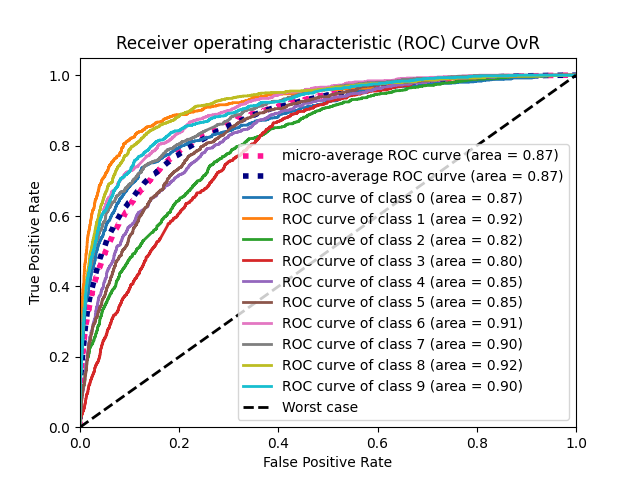 Receiver operating characteristic (ROC) Curve OvR
True Positive Rate
1.0
0.8
0.6
0.4
0.2
0.0
micro-average ROC curve (area = 0.87)
macro-average ROC curve (area = 0.87)
ROC curve of class 0 (area = 0.87)
ROC curve of class 1 (area = 0.92)
ROC curve of class 2 (area = 0.82)
ROC curve of class 3 (area = 0.80)
ROC curve of class 4 (area = 0.85)
ROC curve of class 5 (area = 0.85)
ROC curve of class 6 (area = 0.91)
ROC curve of class 7 (area = 0.90)
ROC curve of class 8 (area = 0.92)
ROC curve of class 9 (area = 0.90)
Worst case
0.0 0.2 0.4 0.6 0.8 1.0
False Positive Rate